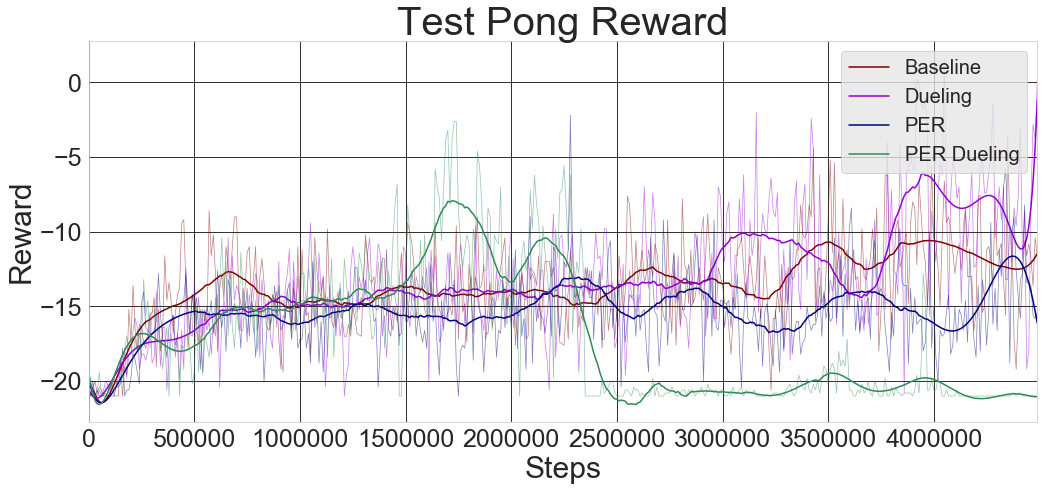 Test Pong Reward
Baseline
Dueling
PER
PER Dueling
Reward
0
−5
−10
−15
−20
0 500000 1000000 1500000 2000000 2500000 3000000 3500000 4000000
Steps